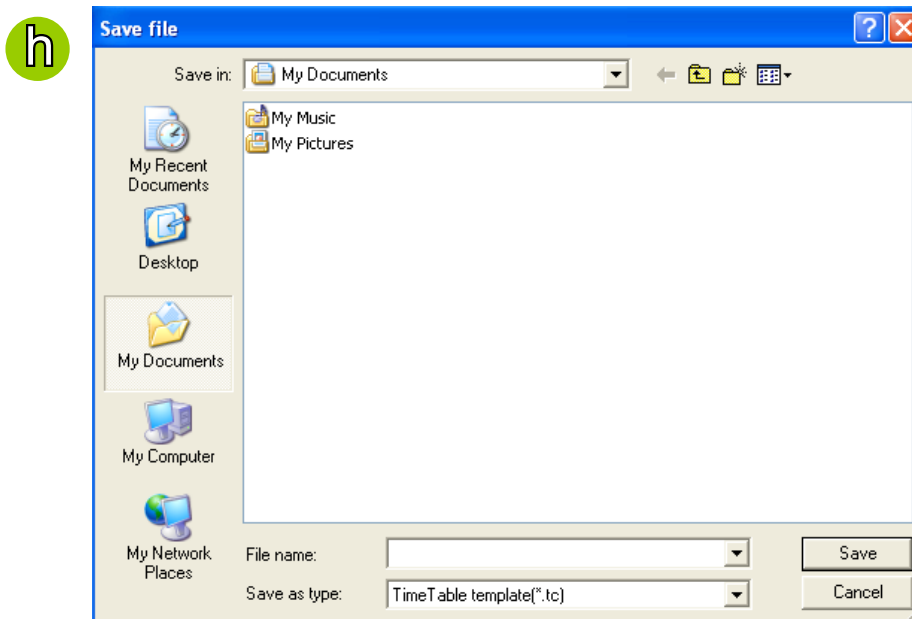 h
Save file
Save in: My Documents
My Music
My Pictures
My Recent
Documents
Desktop
My Documents
My Computer
My Network
Places
File name:
Save
Save as type: TimeTable template(*.tc)
Cancel